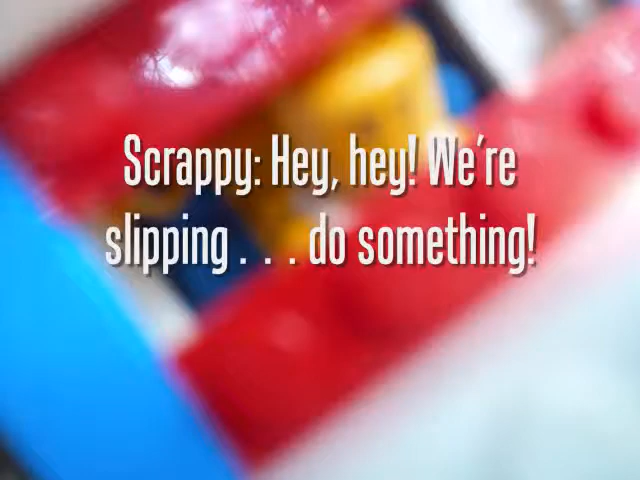 Scrappy: Hey, hey! We're
slipping . . . do something!